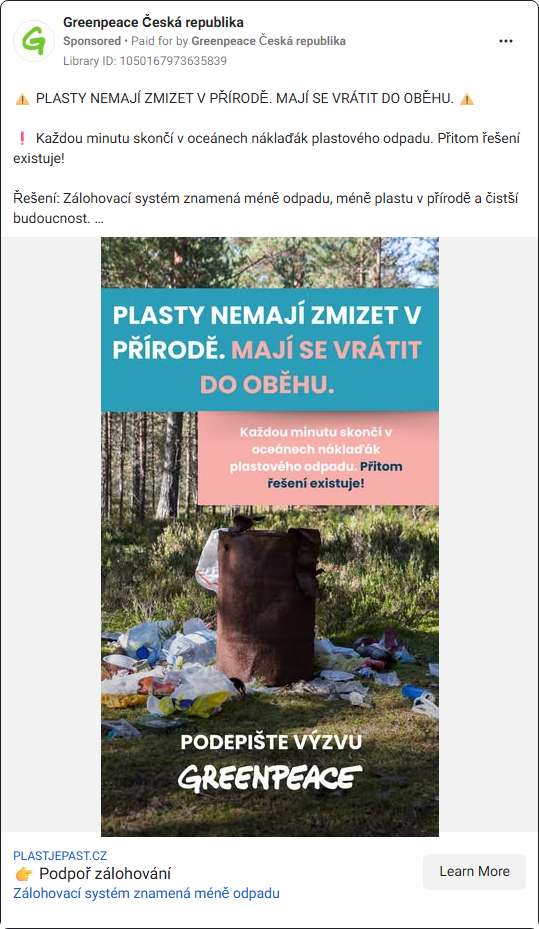 Greenpeace Česká republika
Sponsored • Paid for by Greenpeace Česká republika
Library ID: 1050167973635839
⚠️ PLASTY NEMAJÍ ZMIZET V PŘÍRODĚ. MAJÍ SE VRÁTIT DO OBĚHU. ⚠️
❗ Každou minutu skončí v oceánech náklaďák plastového odpadu. Přitom řešení
existuje!
Řešení: Zálohovací systém znamená méně odpadu, méně plastu v přírodě a čistší
budoucnost. ...
PLASTY NEMAJÍ ZMIZET V
PŘÍRODĚ. MAJÍ SE VRÁTIT
DO OBĚHU.
Každou minutu skončí v
oceánech náklaďák
plastového odpadu. Přitom
řešení existuje!
PODEPIŠTE VÝZVU
GREENPEACE
PLASTJEPAST.CZ
👉 Podpoř zálohování
Zálohovací systém znamená méně odpadu
Learn More